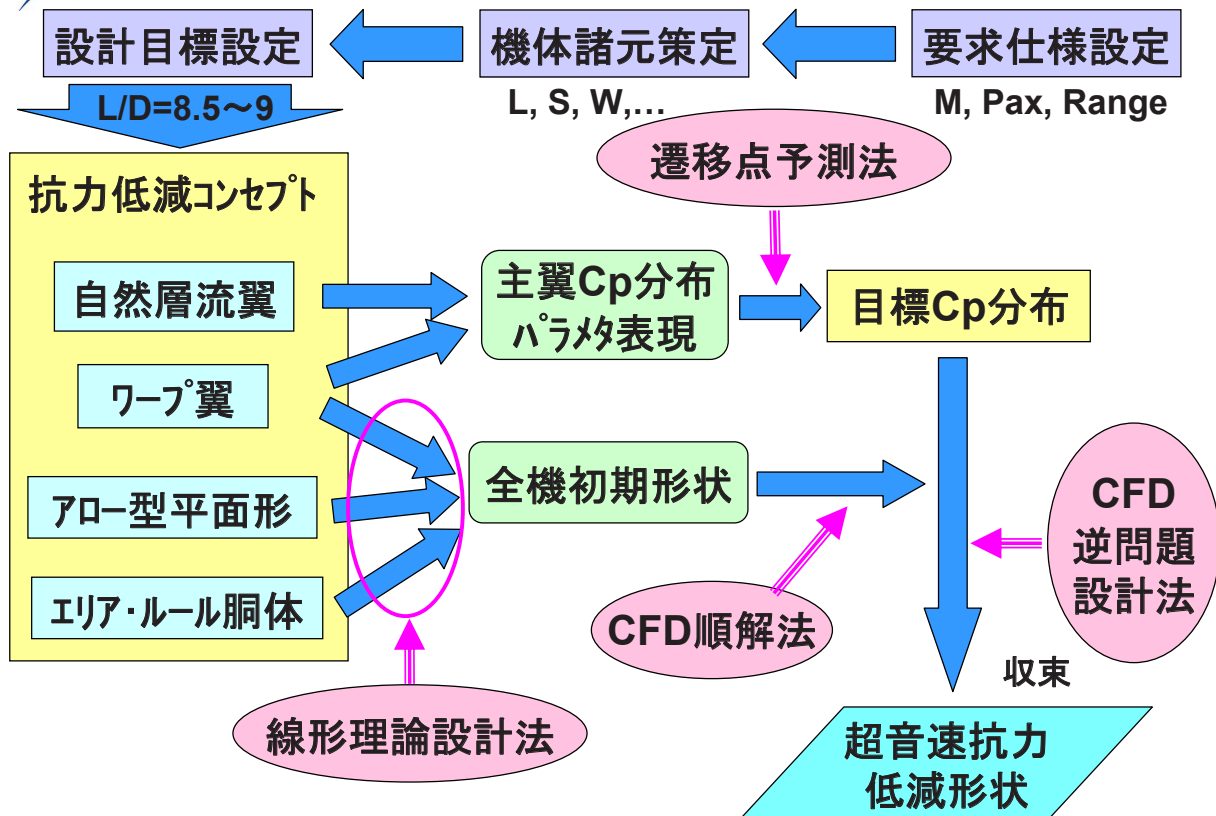 設計目標設定
機体諸元策定
要求仕様設定
L/D=8.5～9
L, S, W,…
M, Pax, Range
遷移点予測法
抗力低減ｺﾝｾﾌﾟﾄ
自然層流翼
主翼Cp分布
ﾊﾟﾗﾒﾀ表現
目標Cp分布
ﾜｰﾌﾟ翼
全機初期形状
CFD
逆問題
設計法
ｱﾛｰ型平面形
ｴﾘｱ･ﾙｰﾙ胴体
CFD順解法
収束
線形理論設計法
超音速抗力
低減形状